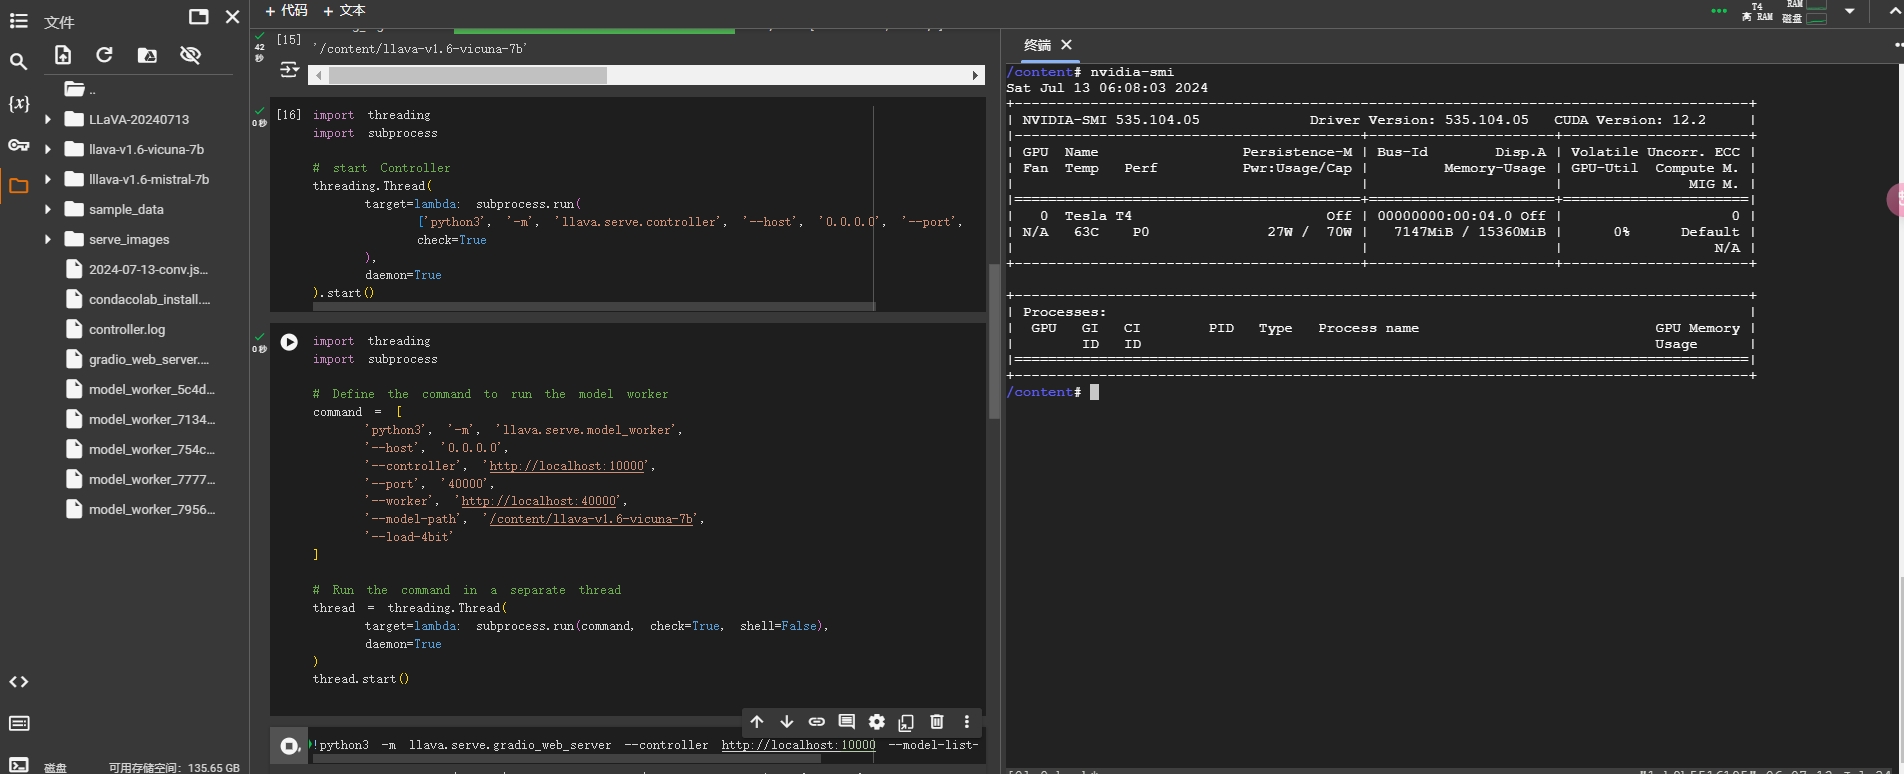 文件
..
LLaVA-20240713
llava-v1.6-vicuna-7b
lllava-v1.6-mistral-7b
sample_data
serve_images
2024-07-13-conv.js...
condacolab_install....
controller.log
gradio_web_server....
model_worker_5c4d...
model_worker_7134...
model_worker_754c...
model_worker_7777...
model_worker_7956...
磁盘 可用存储空间: 135.65 GB
+ 代码 + 文本
T4
高 RAM
RAM
磁盘
42
秒
[15]
'/content/llava-v1.6-vicuna-7b'
0秒
[16] import threading
import subprocess
# start Controller
threading.Thread(
target=lambda: subprocess.run(
['python3', '-m', 'llava.serve.controller', '--host', '0.0.0.0', '--port',
check=True
),
daemon=True
).start()
0秒
import threading
import subprocess
# Define the command to run the model worker
command = [
'python3', '-m', 'llava.serve.model_worker',
'--host', '0.0.0.0',
'--controller', 'http://localhost:10000',
'--port', '40000',
'--worker', 'http://localhost:40000',
'--model-path', '/content/llava-v1.6-vicuna-7b',
'--load-4bit'
]
# Run the command in a separate thread
thread = threading.Thread(
target=lambda: subprocess.run(command, check=True, shell=False),
daemon=True
)
thread.start()
!python3 -m llava.serve.gradio_web_server --controller http://localhost:10000 --model-list-
终端
/content# nvidia-smi
Sat Jul 13 06:08:03 2024
NVIDIA-SMI 535.104.05 Driver Version: 535.104.05 CUDA Version: 12.2
GPU Name Persistence-M | Bus-Id Disp.A | Volatile Uncorr. ECC
Fan Temp Perf Pwr:Usage/Cap | Memory-Usage | GPU-Util Compute M.
MIG M.
0 Tesla T4 Off | 00000000:00:04.0 Off | 0
N/A 63C P0 27W / 70W | 7147MiB / 15360MiB | 0% Default
N/A
Processes:
GPU GI CI PID Type Process name GPU Memory
ID ID Usage
/content#